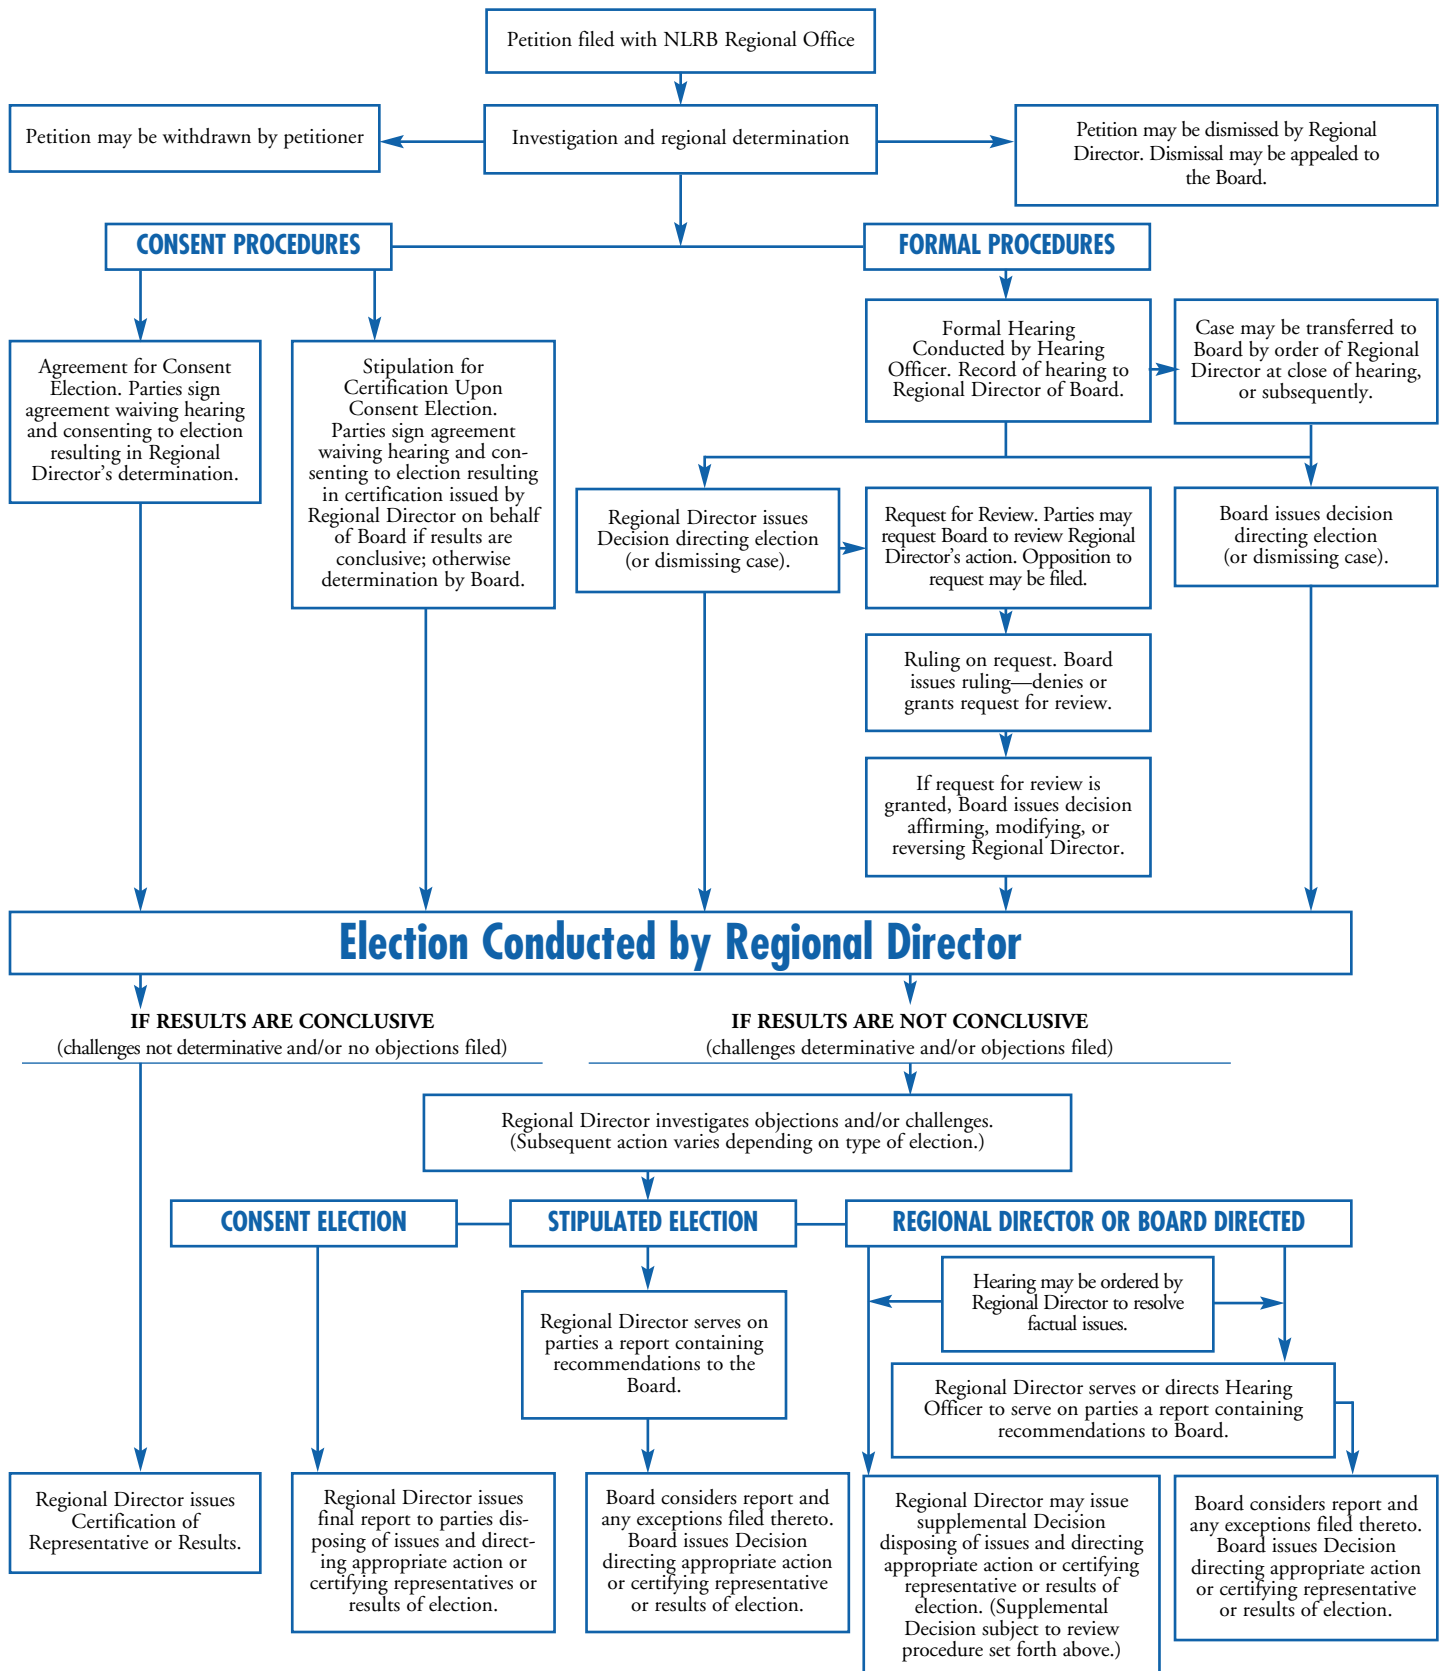 Petition filed with NLRB Regional Office
Petition may be withdrawn by petitioner
Investigation and regional determination
Petition may be dismissed by Regional
Director. Dismissal may be appealed to
the Board.
CONSENT PROCEDURES
FORMAL PROCEDURES
Agreement for Consent
Election. Parties sign
agreement waiving hearing
and consenting to election
resulting in Regional
Director's determination.
Stipulation for
Certification Upon
Consent Election.
Parties sign agreement
waiving hearing and con-
senting to election resulting
in certification issued by
Regional Director on behalf
of Board if results are
conclusive; otherwise
determination by Board.
Formal Hearing
Conducted by Hearing
Officer. Record of hearing to
Regional Director of Board.
Case may be transferred to
Board by order of Regional
Director at close of hearing,
or subsequently.
Regional Director issues
Decision directing election
(or dismissing case).
Request for Review. Parties may
request Board to review Regional
Director's action. Opposition to
request may be filed.
Board issues decision
directing election
(or dismissing case).
Ruling on request. Board
issues ruling—denies or
grants request for review.
If request for review is
granted, Board issues decision
affirming, modifying, or
reversing Regional Director.
Election Conducted by Regional Director
IF RESULTS ARE CONCLUSIVE
(challenges not determinative and/or no objections filed)
IF RESULTS ARE NOT CONCLUSIVE
(challenges determinative and/or objections filed)
Regional Director investigates objections and/or challenges.
(Subsequent action varies depending on type of election.)
CONSENT ELECTION
STIPULATED ELECTION
REGIONAL DIRECTOR OR BOARD DIRECTED
Hearing may be ordered by
Regional Director to resolve
factual issues.
Regional Director serves on
parties a report containing
recommendations to the
Board.
Regional Director serves or directs Hearing
Officer to serve on parties a report containing
recommendations to Board.
Regional Director issues
Certification of
Representative or Results.
Regional Director issues
final report to parties dis-
posing of issues and direct-
ing appropriate action or
certifying representatives or
results of election.
Board considers report and
any exceptions filed thereto.
Board issues Decision
directing appropriate action
or certifying representative
or results of election.
Regional Director may issue
supplemental Decision
disposing of issues and directing
appropriate action or certifying
representative or results of
election. (Supplemental
Decision subject to review
procedure set forth above.)
Board considers report and
any exceptions filed thereto.
Board issues Decision
directing appropriate action
or certifying representative
or results of election.